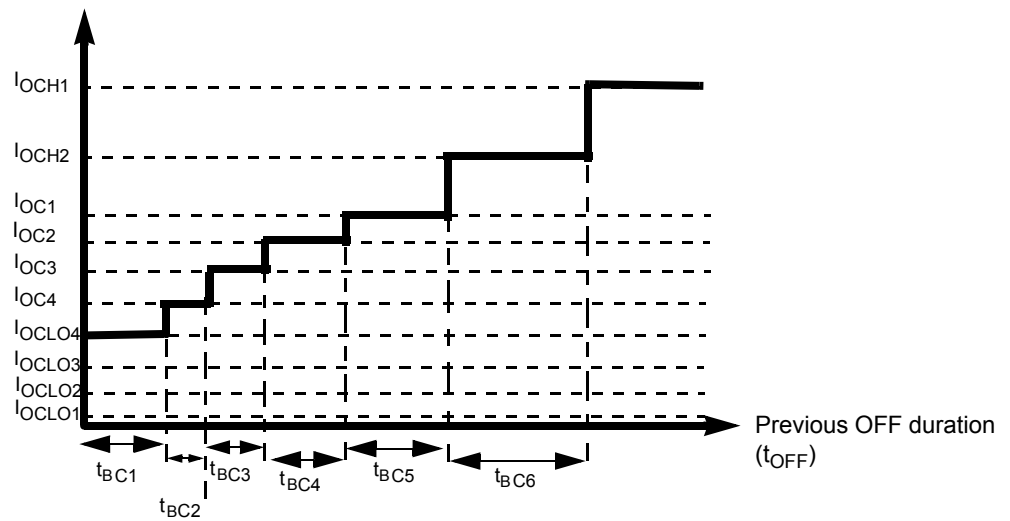 IOCH1
IOCH2
IOC1
IOC2
IOC3
IOC4
IOCLO4
IOCLO3
IOCLO2
IOCLO1
Previous OFF duration
(tOFF)
tBC1
tBC2
tBC3
tBC4
tBC5
tBC6